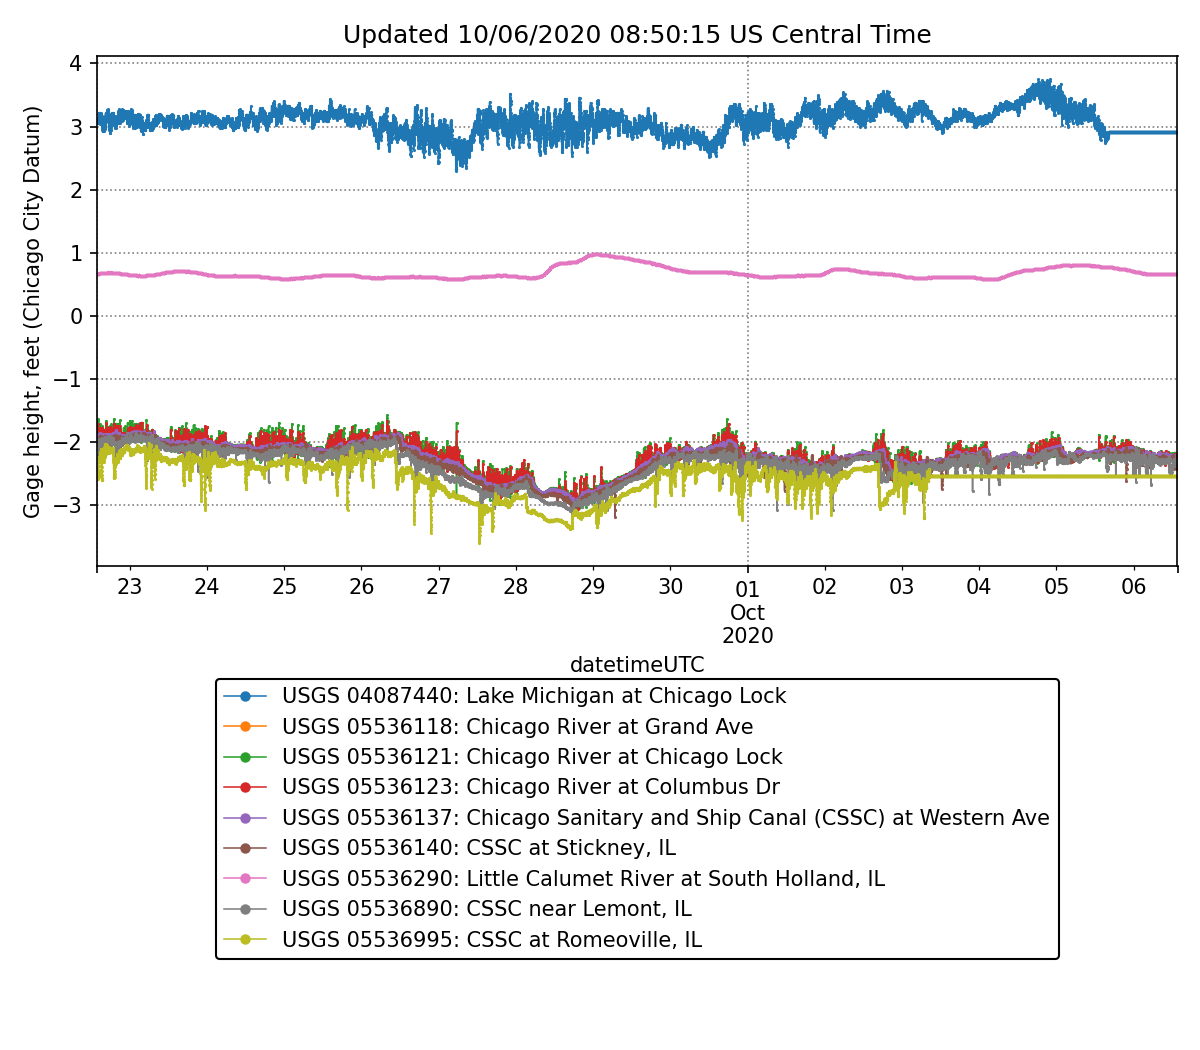 Updated 10/06/2020 08:50:15 US Central Time
Gage height, feet (Chicago City Datum)
4
3
2
1
0
−1
−2
−3
23 24 25 26 27 28 29 30 01 02 03 04 05 06
Oct
2020
datetimeUTC
USGS 04087440: Lake Michigan at Chicago Lock
USGS 05536118: Chicago River at Grand Ave
USGS 05536121: Chicago River at Chicago Lock
USGS 05536123: Chicago River at Columbus Dr
USGS 05536137: Chicago Sanitary and Ship Canal (CSSC) at Western Ave
USGS 05536140: CSSC at Stickney, IL
USGS 05536290: Little Calumet River at South Holland, IL
USGS 05536890: CSSC near Lemont, IL
USGS 05536995: CSSC at Romeoville, IL